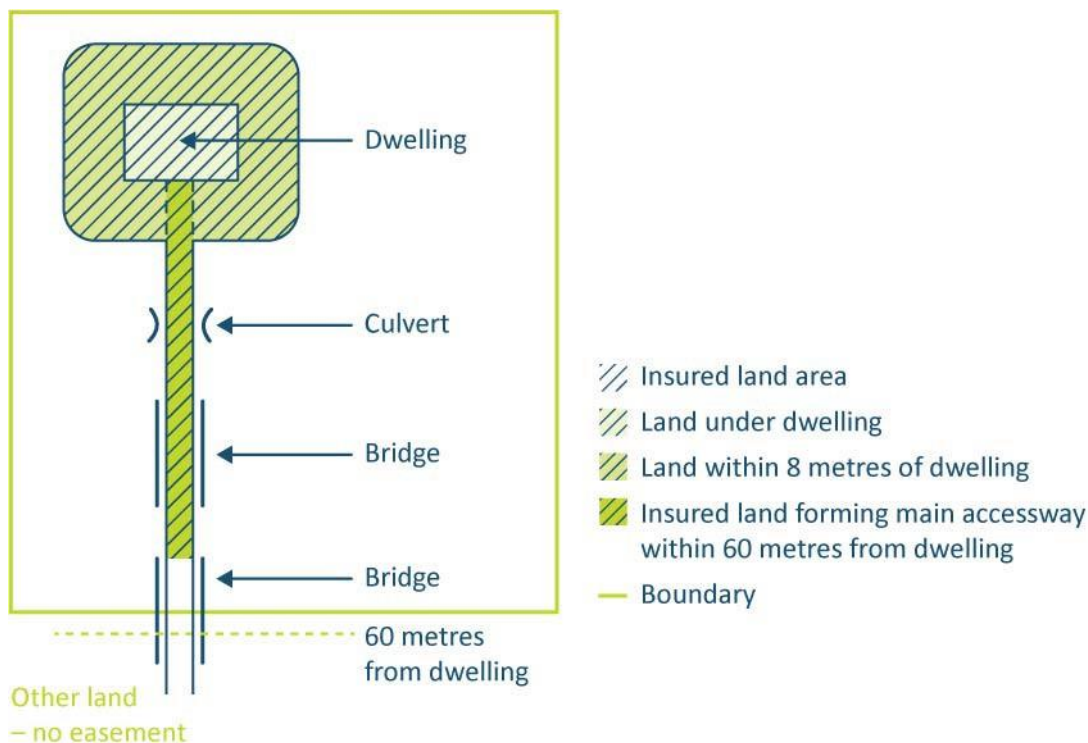 Dwelling
Culvert
Bridge
Bridge
60 metres
from dwelling
Other land
– no easement
Insured land area
Land under dwelling
Land within 8 metres of dwelling
Insured land forming main accessway
within 60 metres from dwelling
Boundary